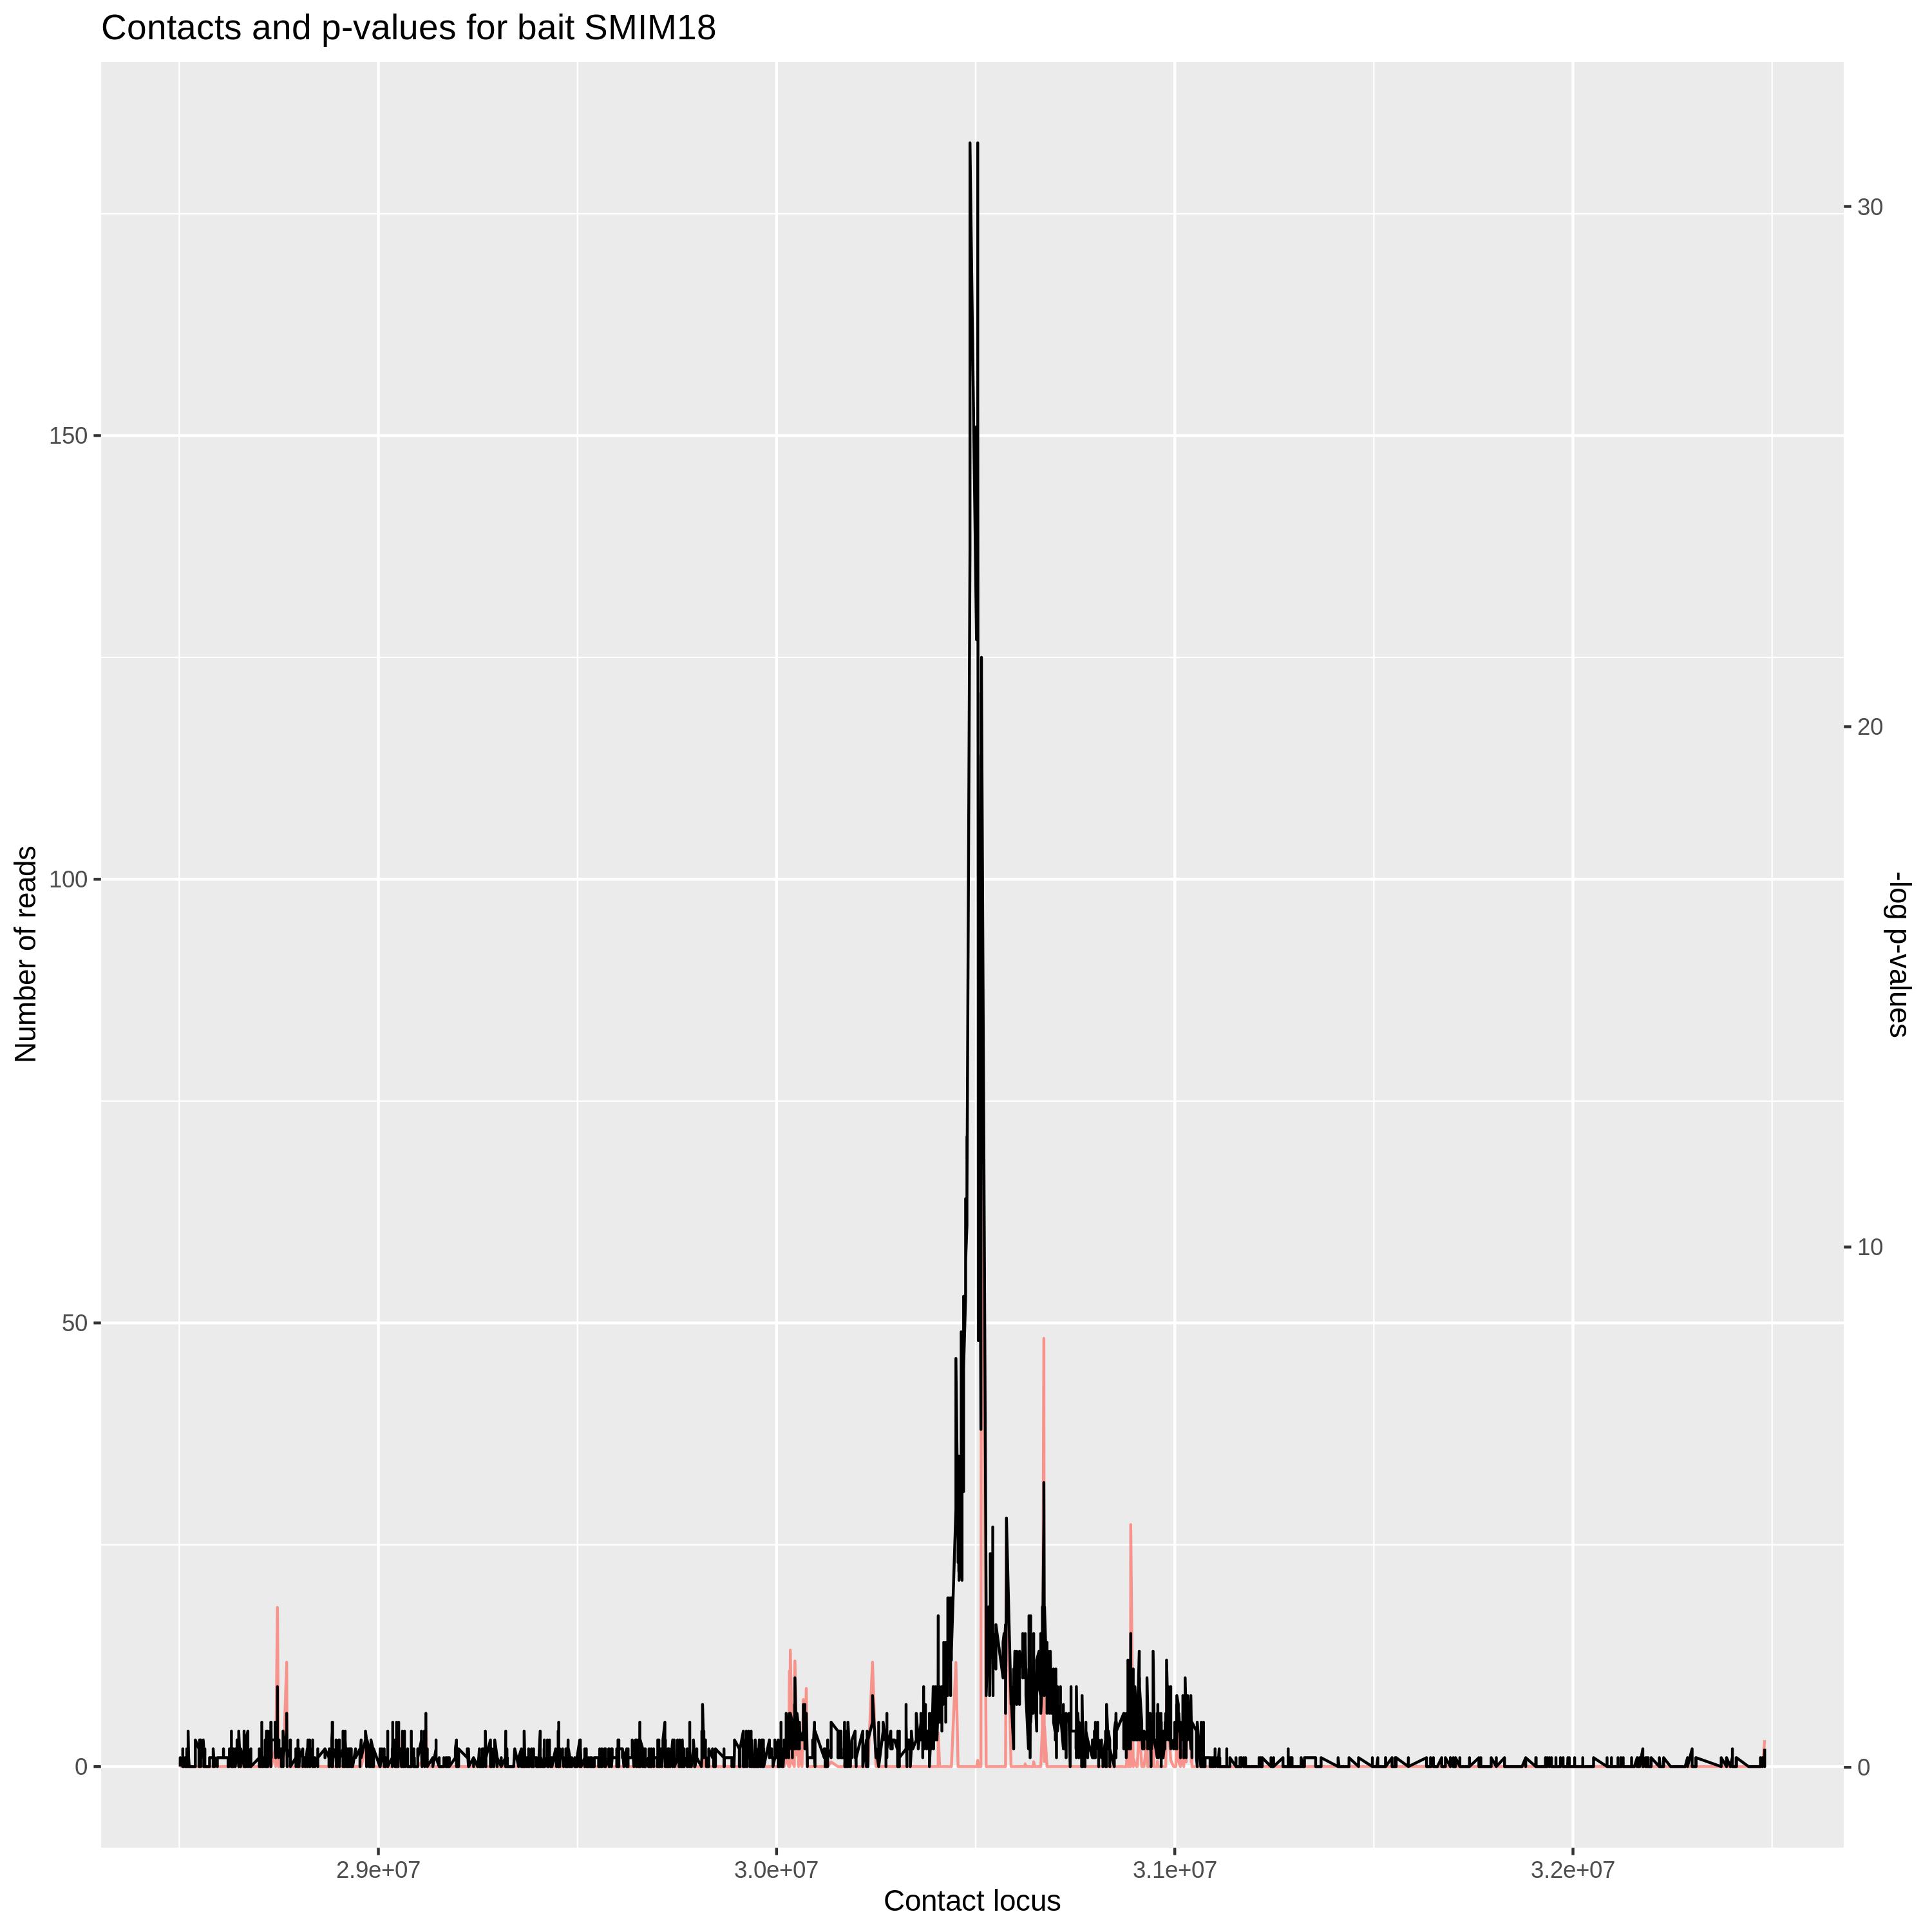 Contacts and p-values for bait SMIM18
Number of reads
150
100
50
0
30
20
10
0
-log p-values
2.9e+07 3.0e+07 3.1e+07 3.2e+07
Contact locus